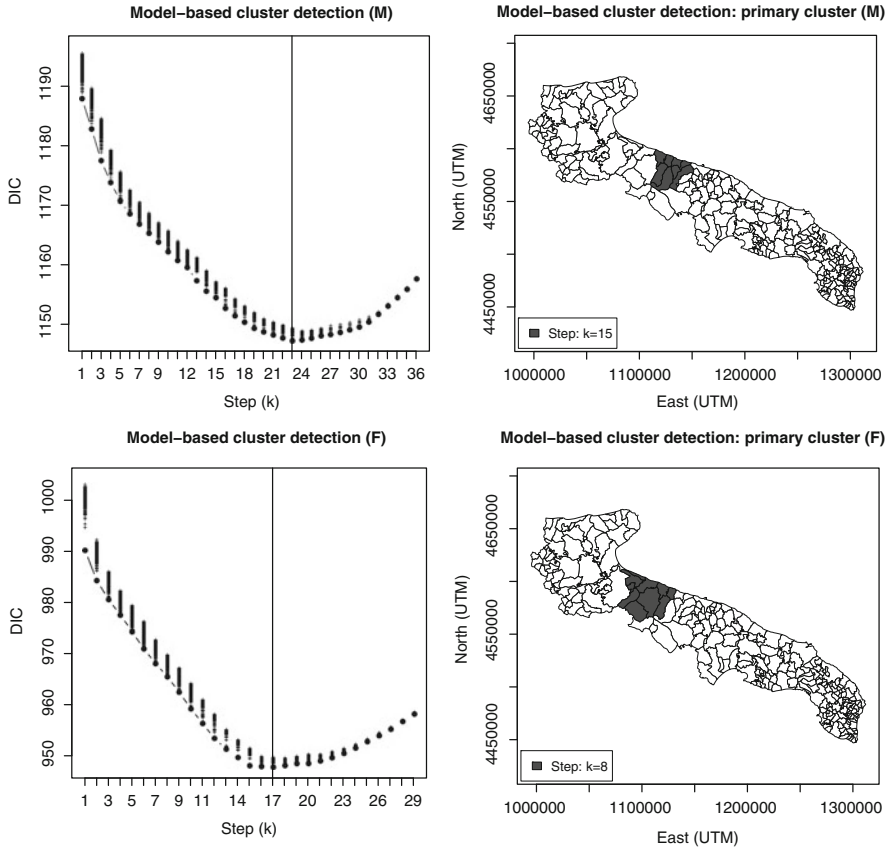 Model−based cluster detection (M)
DIC
1190
1180
1170
1160
1150
1 3 5 7 9 12 15 18 21 24 27 30 33 36
Step (k)
Model−based cluster detection: primary cluster (M)
North (UTM)
4650000
4550000
4450000
Step: k=15
1000000 1100000 1200000 1300000
East (UTM)
Model−based cluster detection (F)
DIC
1000
990
980
970
960
950
1 3 5 7 9 11 14 17 20 23 26 29
Step (k)
Model−based cluster detection: primary cluster (F)
North (UTM)
4650000
4550000
4450000
Step: k=8
1000000 1100000 1200000 1300000
East (UTM)